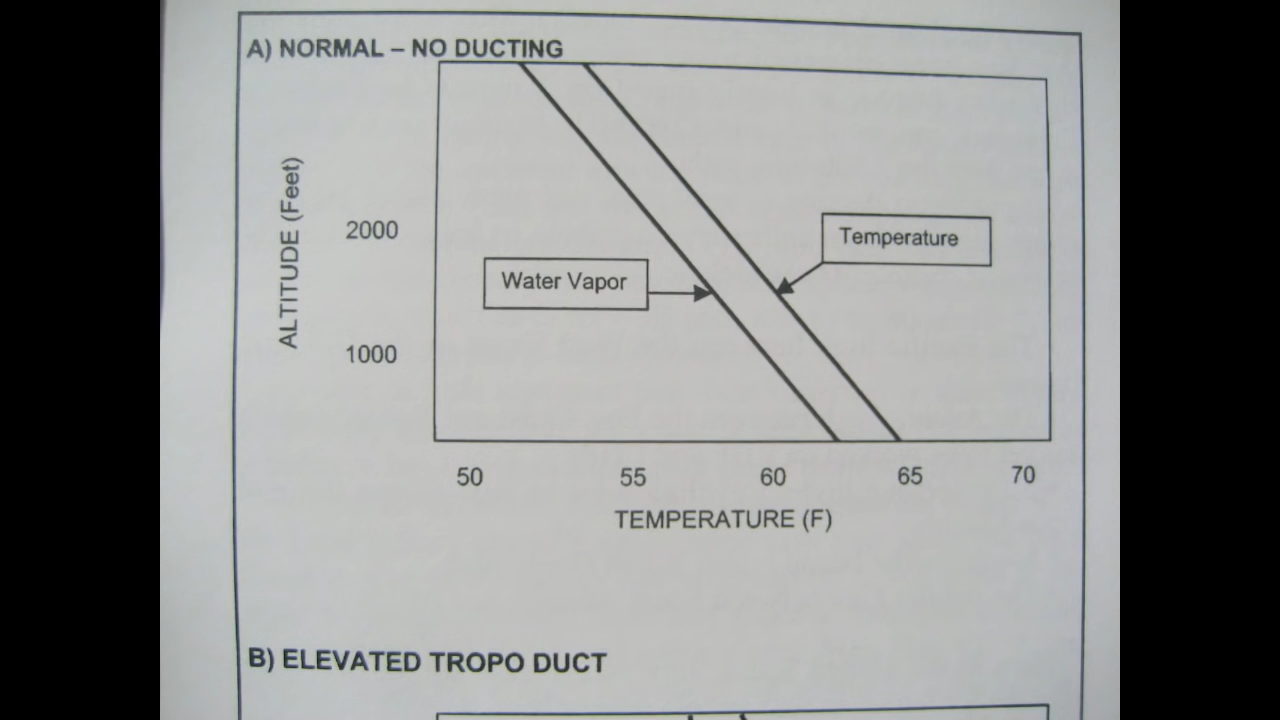 A) NORMAL – NO DUCTING
ALTITUDE (Feet)
2000
1000
Temperature
Water Vapor
50 55 60 65 70
TEMPERATURE (F)
B) ELEVATED TROPO DUCT